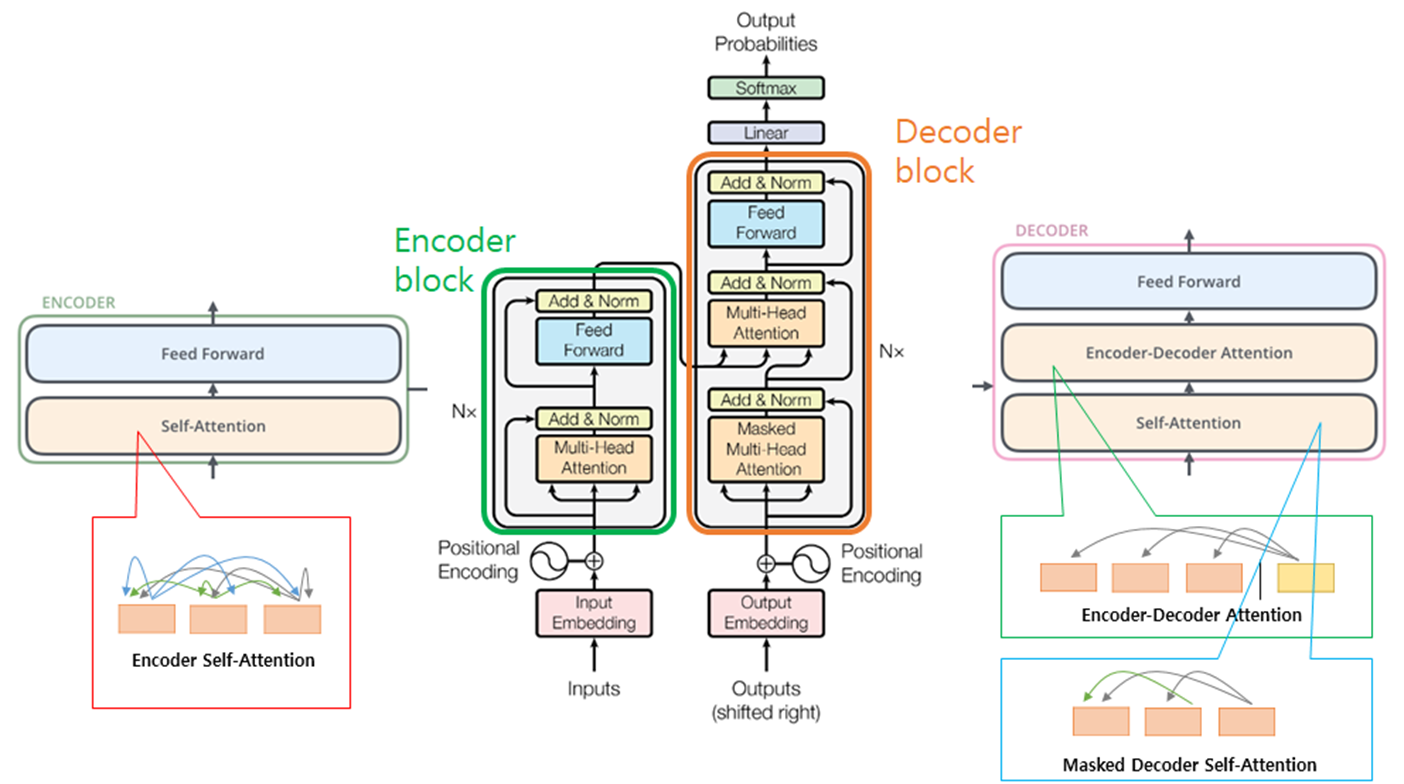 Output
Probabilities
Softmax
Linear
Decoder
block
Add & Norm
Feed
Forward
Add & Norm
Multi-Head
Attention
Nx
Add & Norm
Masked
Multi-Head
Attention
Positional
Encoding
Output
Embedding
Outputs
(shifted right)
Encoder
block
Add & Norm
Feed
Forward
Nx
Add & Norm
Multi-Head
Attention
Positional
Encoding
Input
Embedding
Inputs
ENCODER
Feed Forward
Self-Attention
Encoder Self-Attention
DECODER
Feed Forward
Encoder-Decoder Attention
Self-Attention
Encoder-Decoder Attention
Masked Decoder Self-Attention